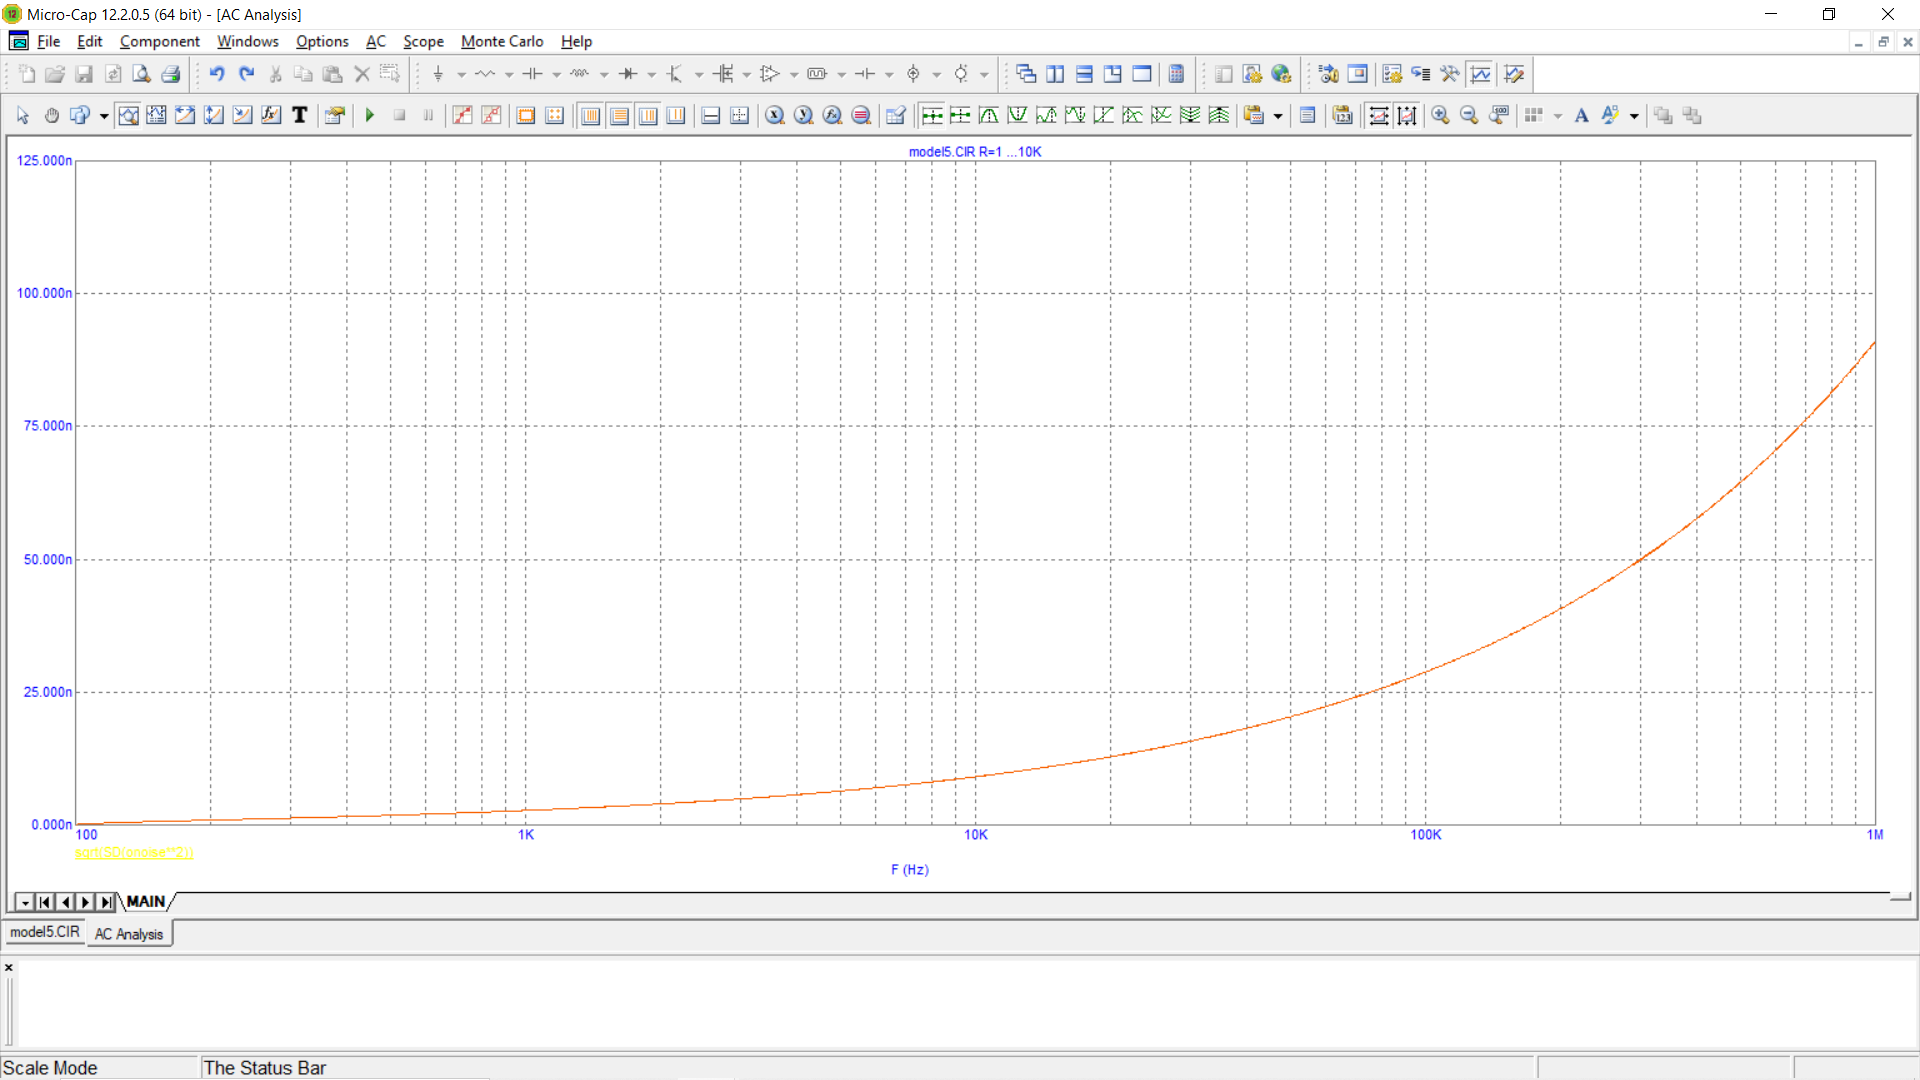 Micro-Cap 12.2.0.5 (64 bit) - [AC Analysis]
File Edit Component Windows Options AC Scope Monte Carlo Help
model5.CIR R=1 ...10K
125.000n
100.000n
75.000n
50.000n
25.000n
0.000n
100 1K 10K 100K 1M
sqrt(SD(onoise**2))
F (Hz)
MAIN
model5.CIR AC Analysis
Scale Mode The Status Bar